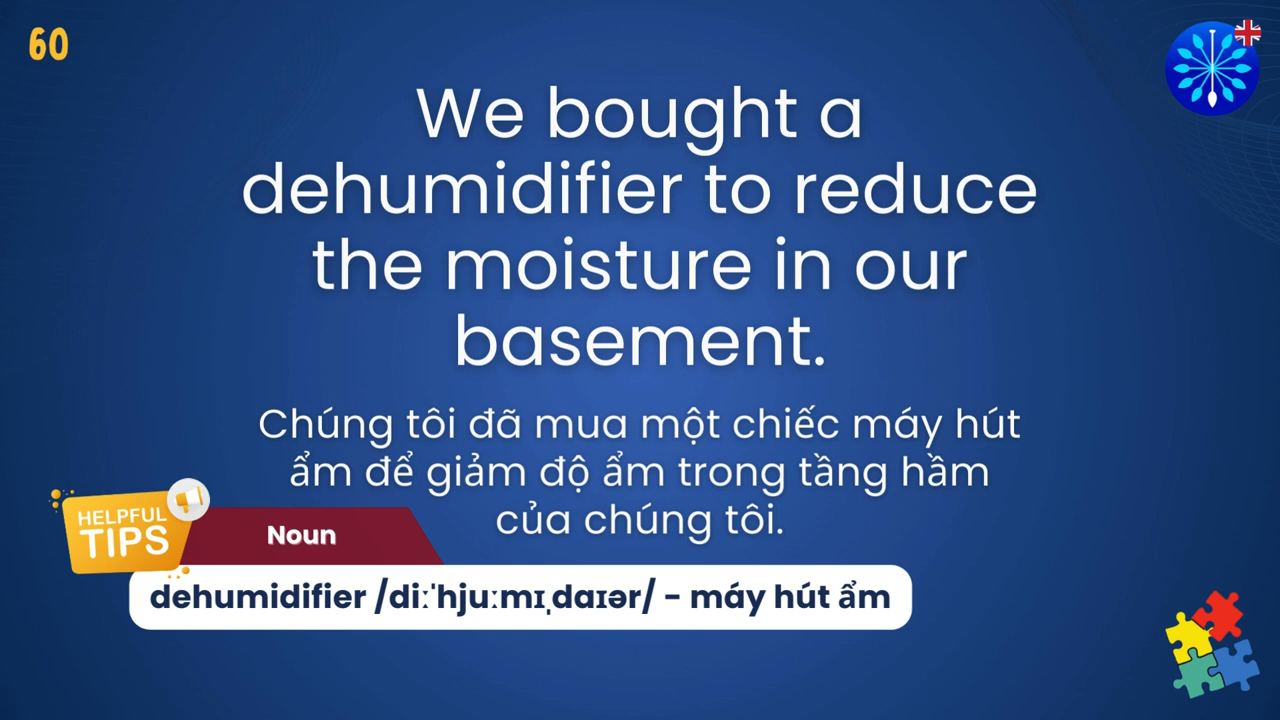 60
We bought a
dehumidifier to reduce
the moisture in our
basement.
Chúng tôi đã mua một chiếc máy hút
ẩm để giảm độ ẩm trong tầng hầm
của chúng tôi.
HELPFUL
TIPS
Noun
dehumidifier /diːˈhjuːmɪˌdaɪər/ - máy hút ẩm